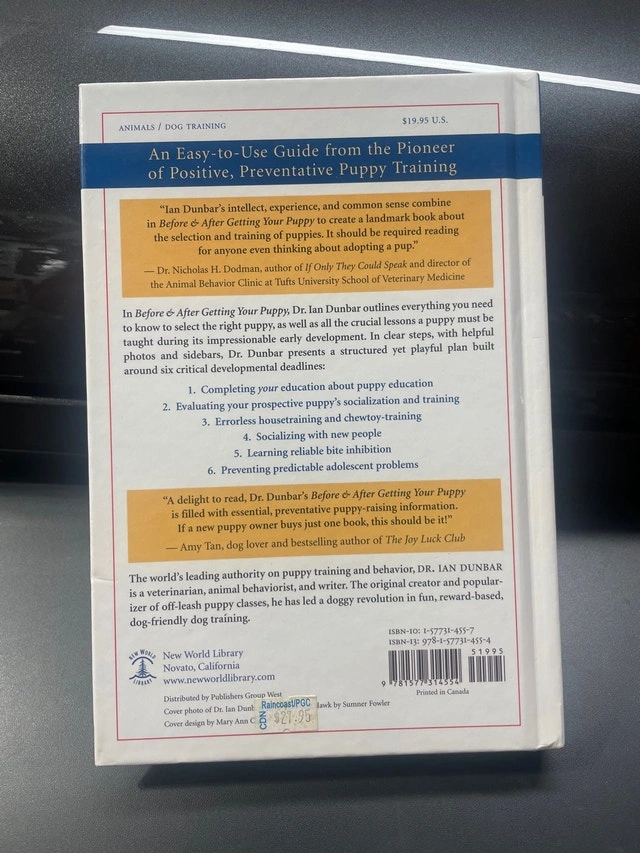 ANIMALS / DOG TRAINING
$19.95 U.S.
An Easy-to-Use Guide from the Pioneer
of Positive, Preventative Puppy Training
“Ian Dunbar’s intellect, experience, and common sense combine
in Before & After Getting Your Puppy to create a landmark book about
the selection and training of puppies. It should be required reading
for anyone even thinking about adopting a pup.”
— Dr. Nicholas H. Dodman, author of If Only They Could Speak and director of
the Animal Behavior Clinic at Tufts University School of Veterinary Medicine
In Before & After Getting Your Puppy, Dr. Ian Dunbar outlines everything you need
to know to select the right puppy, as well as all the crucial lessons a puppy must be
taught during its impressionable early development. In clear steps, with helpful
photos and sidebars, Dr. Dunbar presents a structured yet playful plan built
around six critical developmental deadlines:
1. Completing your education about puppy education
2. Evaluating your prospective puppy’s socialization and training
3. Errorless housetraining and chewtoy-training
4. Socializing with new people
5. Learning reliable bite inhibition
6. Preventing predictable adolescent problems
“A delight to read, Dr. Dunbar’s Before & After Getting Your Puppy
is filled with essential, preventative puppy-raising information.
If a new puppy owner buys just one book, this should be it!”
— Amy Tan, dog lover and bestselling author of The Joy Luck Club
The world’s leading authority on puppy training and behavior, DR. IAN DUNBAR
is a veterinarian, animal behaviorist, and writer. The original creator and popular-
izer of off-leash puppy classes, he has led a doggy revolution in fun, reward-based,
dog-friendly dog training.
NEW WORLD LIBRARY
New World Library
Novato, California
www.newworldlibrary.com
ISBN-10: 1-57731-455-7
ISBN-13: 978-1-57731-455-4
51995
9 781577 314554
Printed in Canada
Distributed by Publishers Group West
Cover photo of Dr. Ian Dunb
awk by Sumner Fowler
Cover design by Mary Ann C
Raincoast/PGC
CDN $27.95